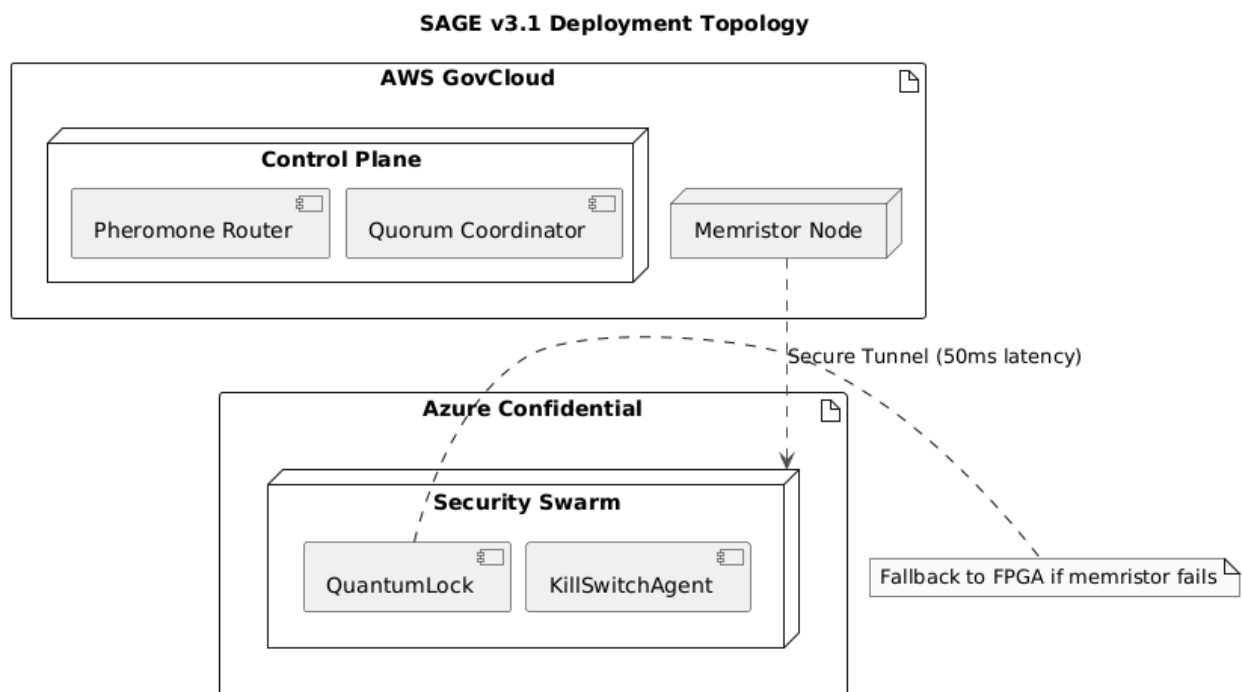 SAGE v3.1 Deployment Topology
AWS GovCloud
Control Plane
Pheromone Router
Quorum Coordinator
Memristor Node
Secure Tunnel (50ms latency)
Azure Confidential
Security Swarm
QuantumLock
KillSwitchAgent
Fallback to FPGA if memristor fails